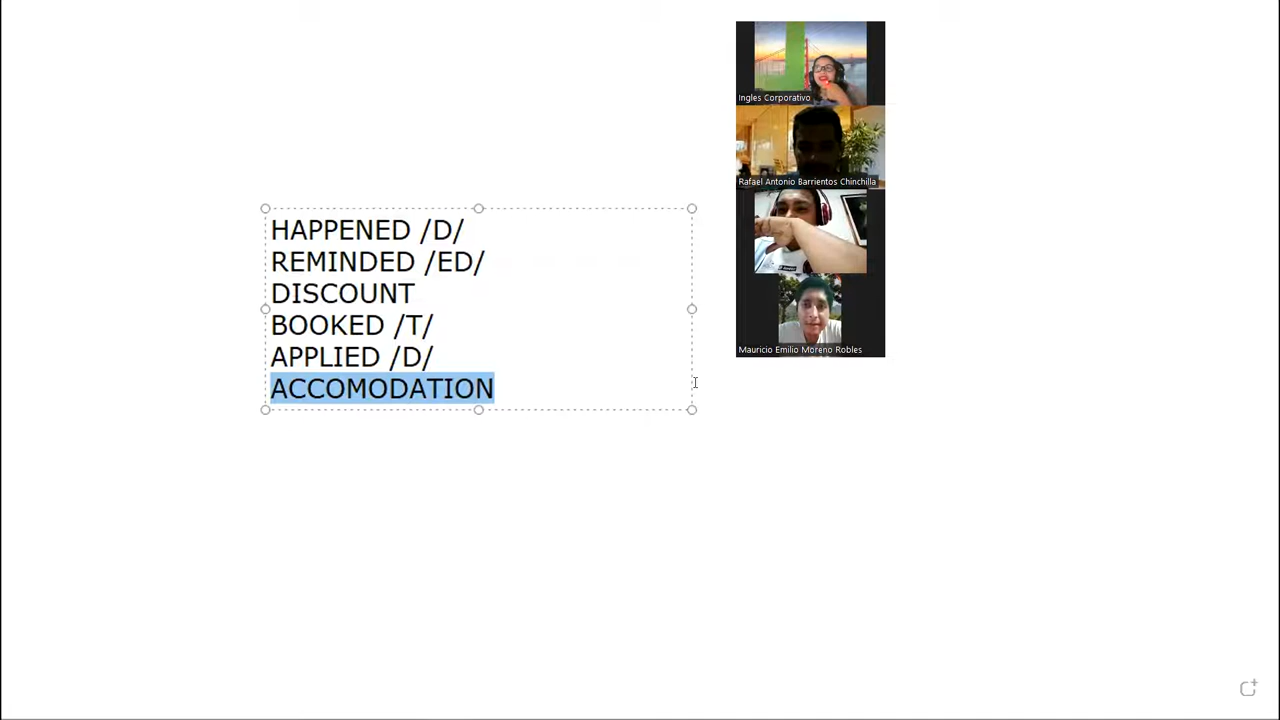 Ingles Corporativo
Rafael Antonio Barrientos Chinchilla
HAPPENED /D/
REMINDED /ED/
DISCOUNT
BOOKED /T/
APPLIED /D/
ACCOMODATION
Mauricio Emilio Moreno Robles